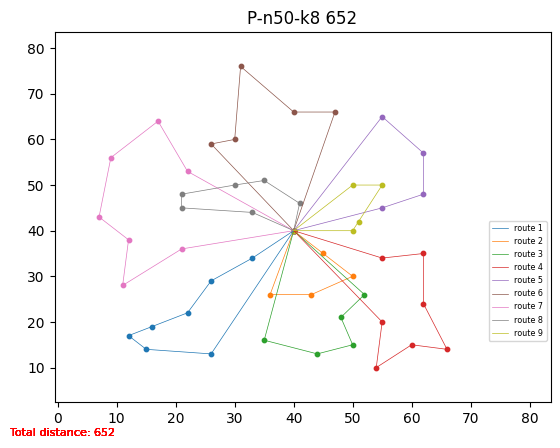 P-n50-k8 652
80
70
60
50
40
30
20
10
0 10 20 30 40 50 60 70 80
route 1
route 2
route 3
route 4
route 5
route 6
route 7
route 8
route 9
Total distance: 652